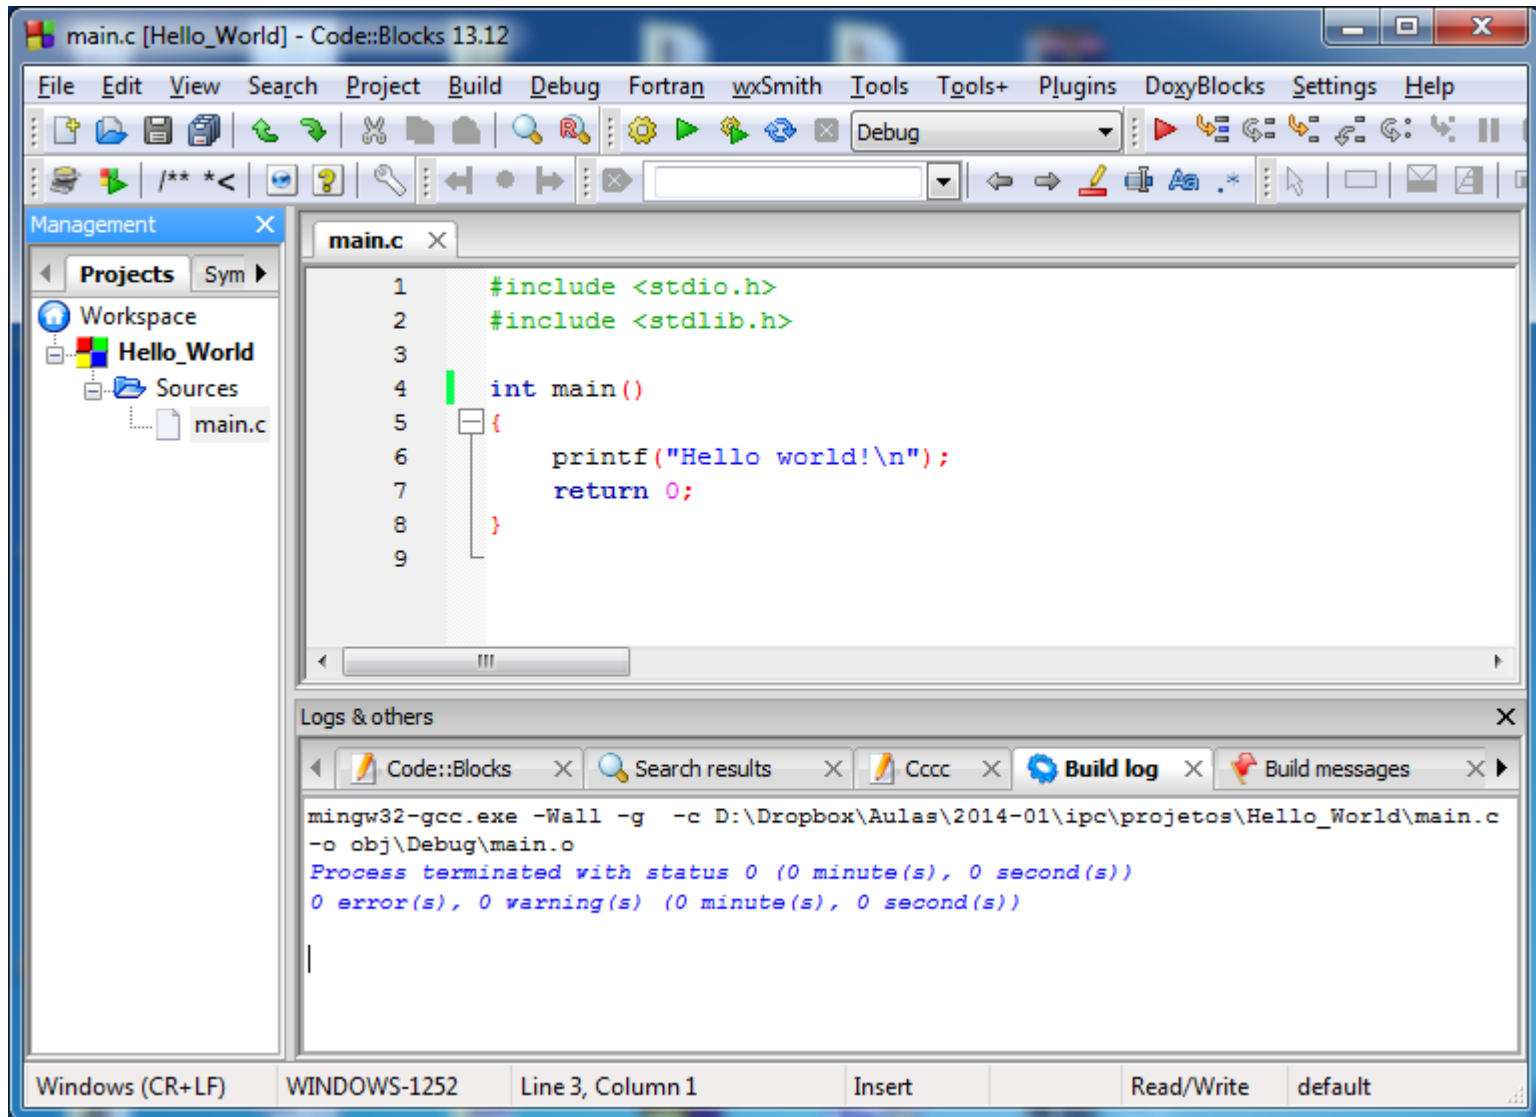 main.c [Hello_World] - Code::Blocks 13.12
File Edit View Search Project Build Debug Fortran wxSmith Tools Tools+ Plugins DoxyBlocks Settings Help
Debug
/** *<
Management
Projects Sym
Workspace
Hello_World
Sources
main.c
main.c
1 #include <stdio.h>
2 #include <stdlib.h>
3
4 int main()
5 {
6 printf("Hello world!\n");
7 return 0;
8 }
9
Logs & others
Code::Blocks Search results Cccc Build log Build messages
mingw32-gcc.exe -Wall -g  -c D:\Dropbox\Aulas\2014-01\ipc\projetos\Hello_World\main.c
-o obj\Debug\main.o
Process terminated with status 0 (0 minute(s), 0 second(s))
0 error(s), 0 warning(s) (0 minute(s), 0 second(s))
Windows (CR+LF) WINDOWS-1252 Line 3, Column 1 Insert Read/Write default